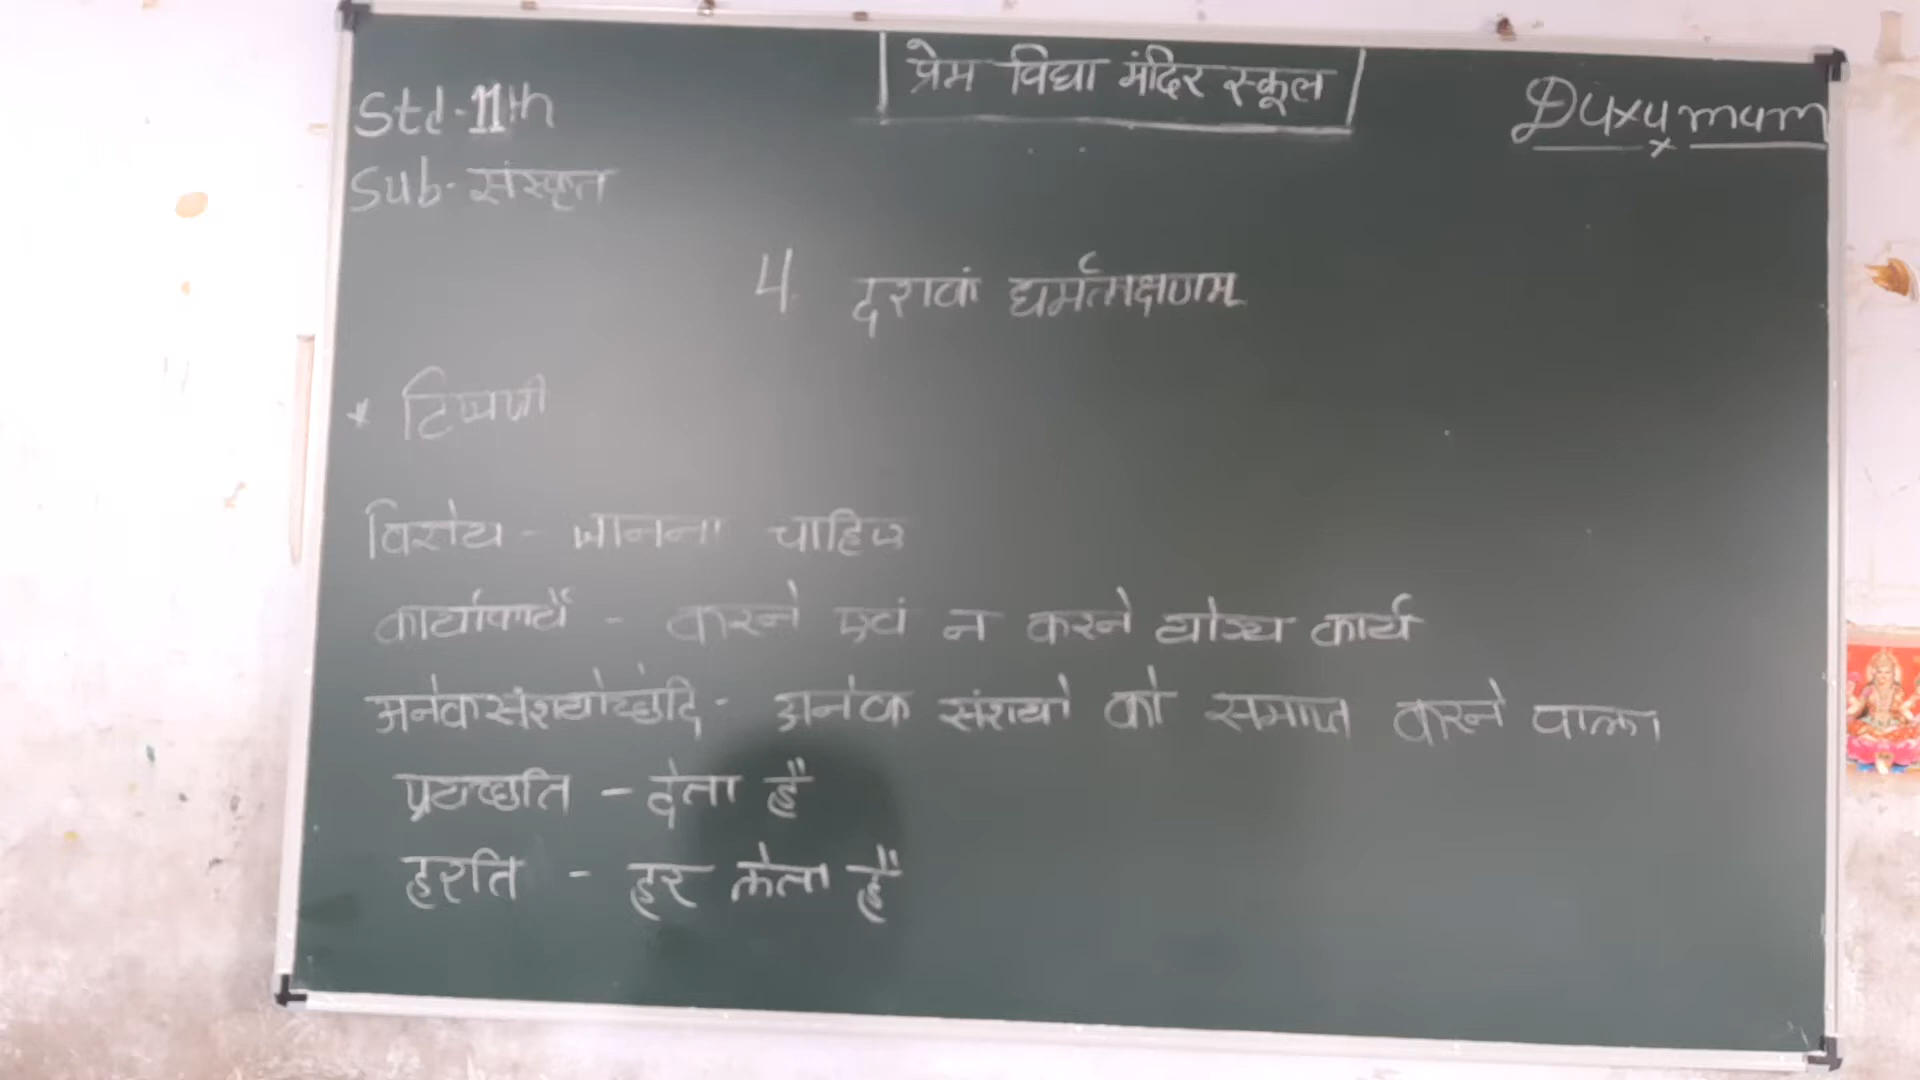 प्रेम विद्या मंदिर स्कूल
Daxumam
Std-11th
Sub- संस्कृत
4. दशकं धर्मलक्षणम्
* टिप्पणी
विज्ञेय - जानना चाहिए
कार्याकार्ये - करने एवं न करने योग्य कार्य
अनेकसंशयोच्छेदि - अनेक संशयो को समाप्त करने वाला
प्रयच्छति - देता है
हरति - हर लेता है